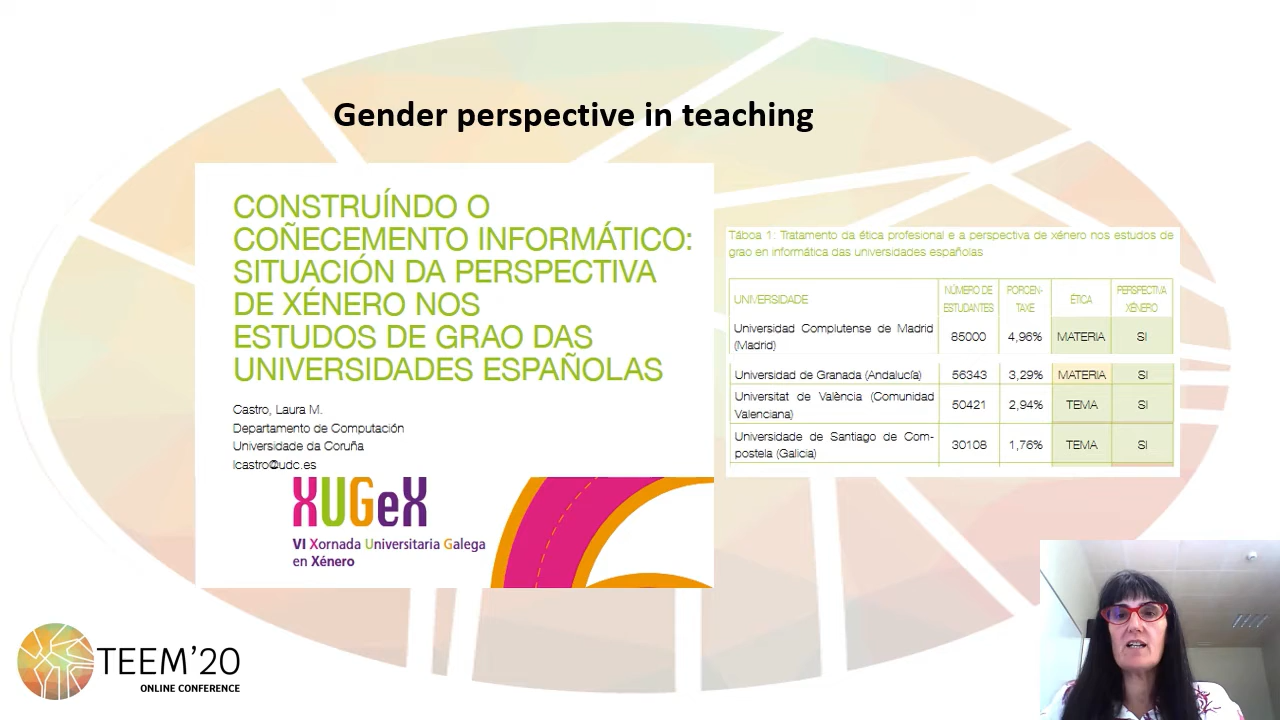 Gender perspective in teaching
CONSTRUÍNDO O
COÑECEMENTO INFORMÁTICO:
SITUACIÓN DA PERSPECTIVA
DE XÉNERO NOS
ESTUDOS DE GRAO DAS
UNIVERSIDADES ESPAÑOLAS
Castro, Laura M.
Departamento de Computación
Universidade da Coruña
lcastro@udc.es
XUGeX
VI Xornada Universitaria Galega
en Xénero
Táboa 1: Tratamento da ética profesional e a perspectiva de xénero nos estudos de
grao en informática das universidades españolas
UNIVERSIDADE NÚMERO DE ESTUDANTES PORCEN-TAXE ÉTICA PERSPECTIVA XÉNERO
Universidad Complutense de Madrid
(Madrid) 85000 4,96% MATERIA SI
Universidad de Granada (Andalucía) 56343 3,29% MATERIA SI
Universitat de València (Comunidad
Valenciana) 50421 2,94% TEMA SI
Universidade de Santiago de Com-
postela (Galicia) 30108 1,76% TEMA SI
TEEM'20
ONLINE CONFERENCE